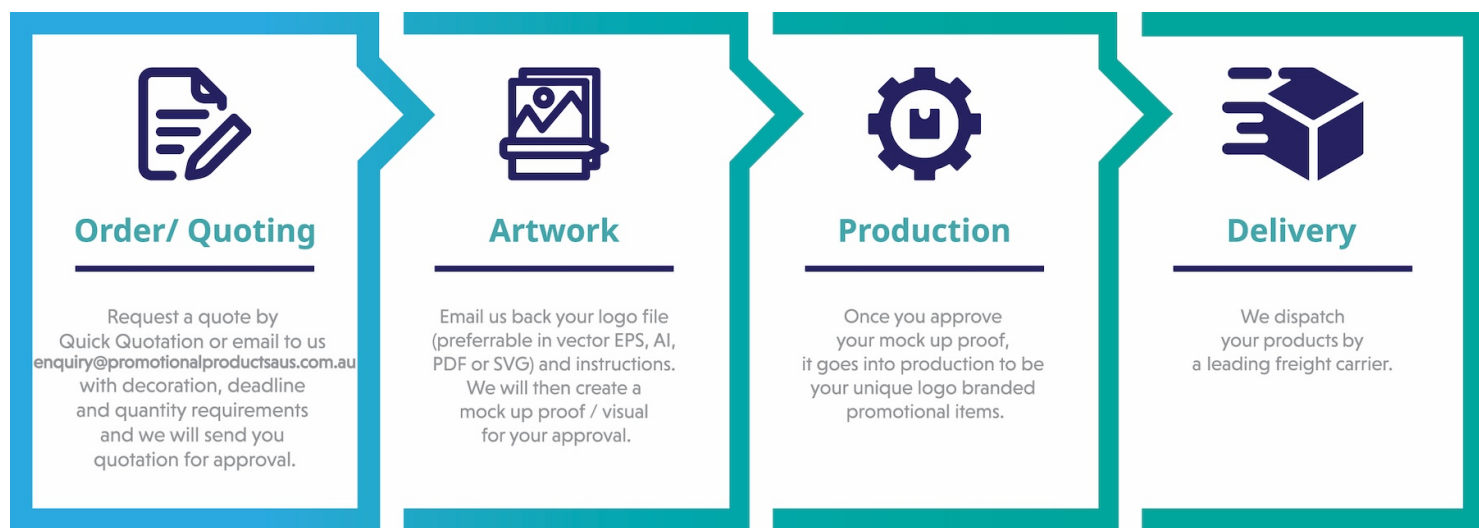 Order/ Quoting
Request a quote by
Quick Quotation or email to us
enquiry@promotionalproductsaus.com.au
with decoration, deadline
and quantity requirements
and we will send you
quotation for approval.
Artwork
Email us back your logo file
(preferrable in vector EPS, AI,
PDF or SVG) and instructions.
We will then create a
mock up proof / visual
for your approval.
Production
Once you approve
your mock up proof,
it goes into production to be
your unique logo branded
promotional items.
Delivery
We dispatch
your products by
a leading freight carrier.